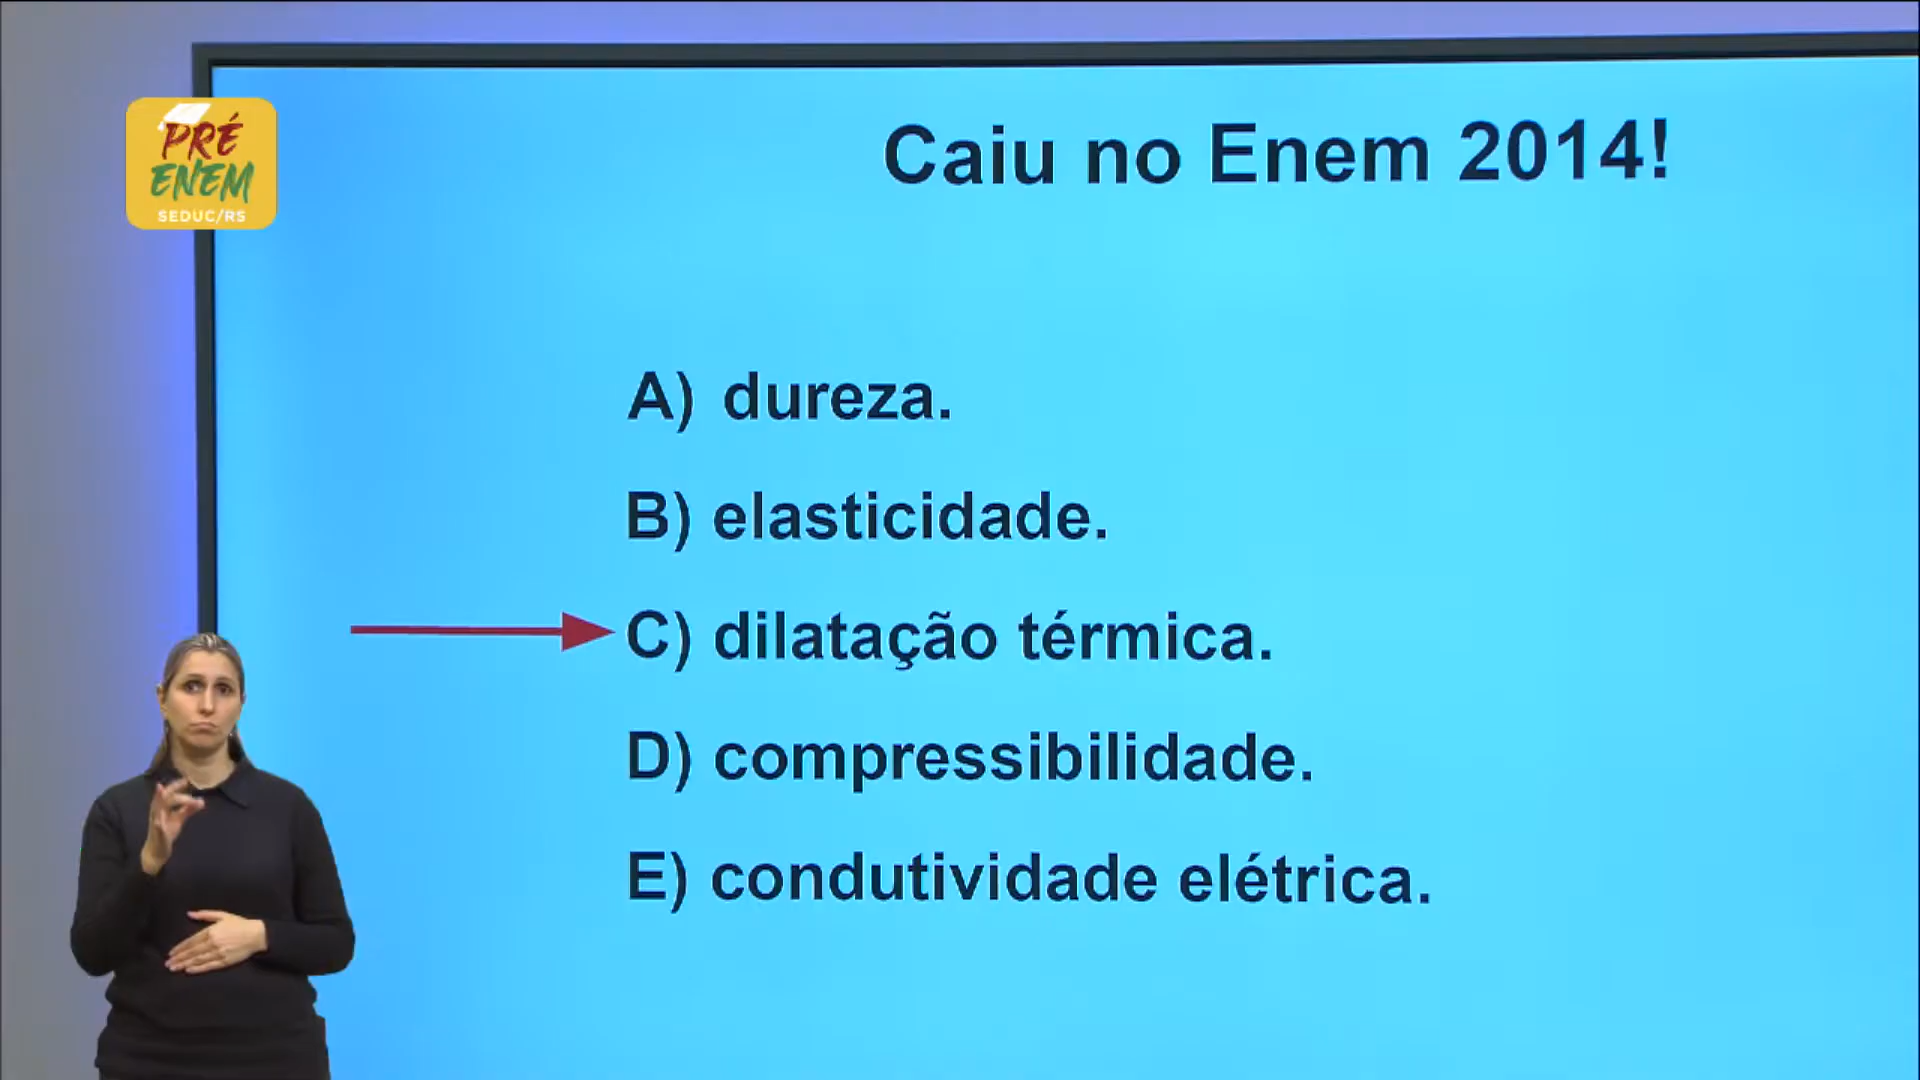 PRÉ
ENEM
SEDUC/RS
Caiu no Enem 2014!
A) dureza.
B) elasticidade.
C) dilatação térmica.
D) compressibilidade.
E) condutividade elétrica.